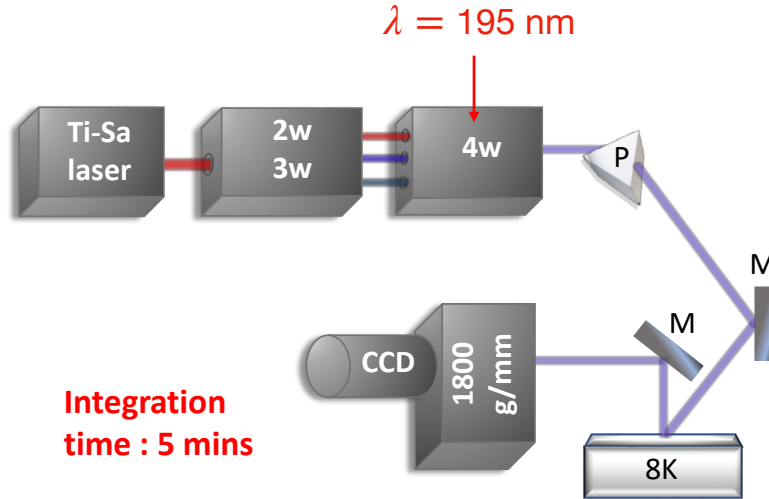 λ = 195 nm
Ti-Sa
laser
2w
3w
4w
P
M
M
CCD
1800
g/mm
Integration
time : 5 mins
8K